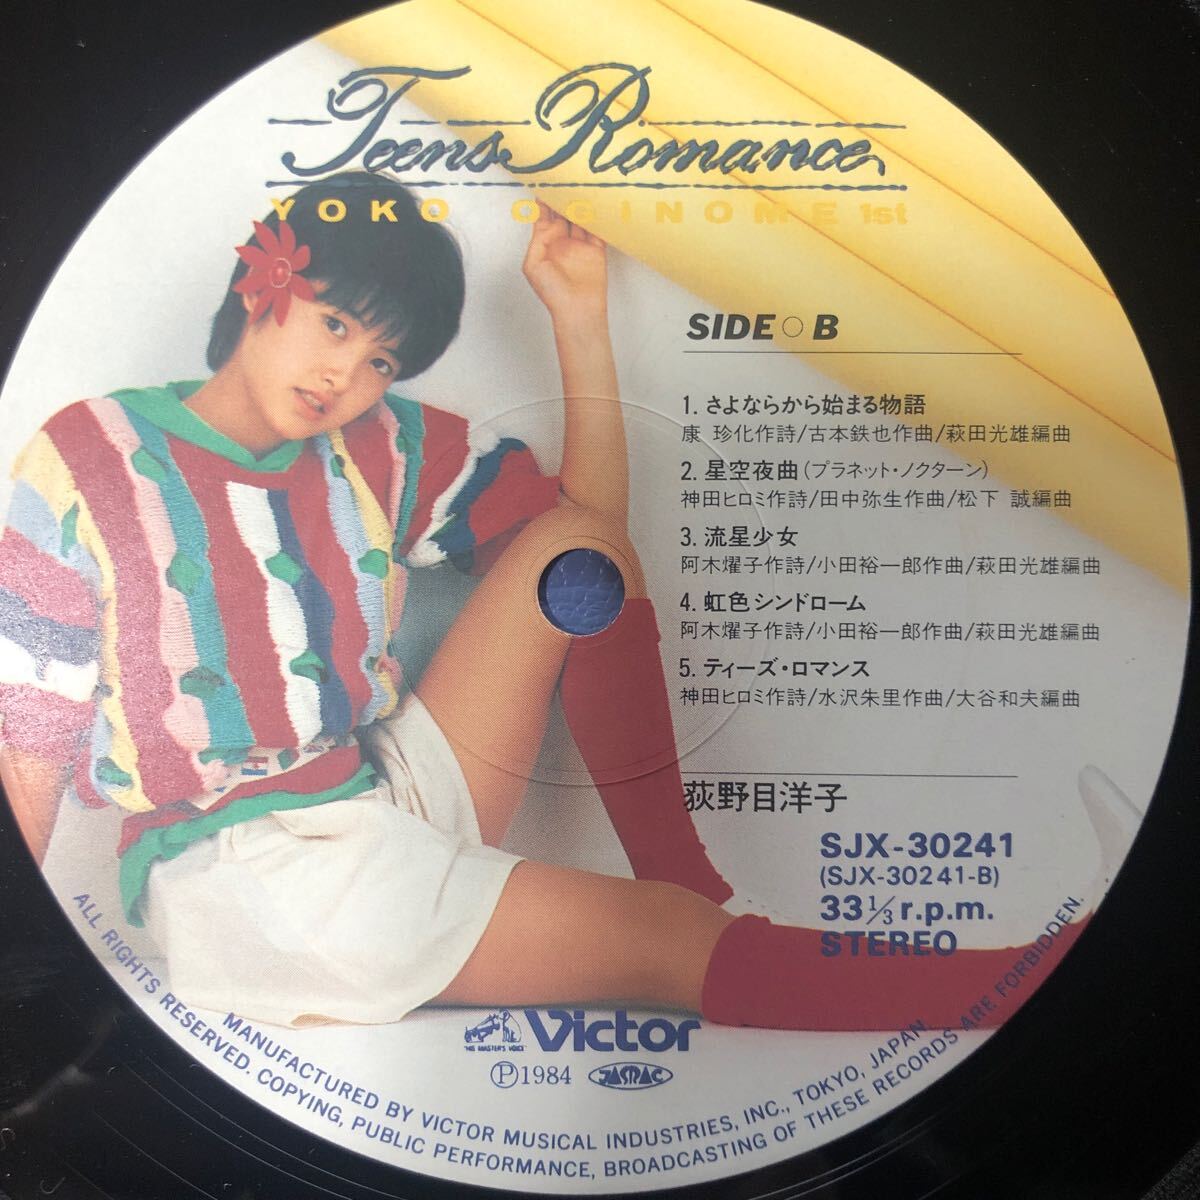 Teens Romance
YOKO OGINOME 1st
SIDE ○ B
1. さよならから始まる物語
康 珍化作詩/古本鉄也作曲/萩田光雄編曲
2. 星空夜曲(プラネット・ノクターン)
神田ヒロミ作詩/田中弥生作曲/松下 誠編曲
3. 流星少女
阿木燿子作詩/小田裕一郎作曲/萩田光雄編曲
4. 虹色シンドローム
阿木燿子作詩/小田裕一郎作曲/萩田光雄編曲
5. ティーズ・ロマンス
神田ヒロミ作詩/水沢朱里作曲/大谷和夫編曲
荻野目洋子
SJX-30241
(SJX-30241-B)
33 1/3 r.p.m.
STEREO
"HIS MASTER'S VOICE" Victor
Ⓟ1984 JASRAC
MANUFACTURED BY VICTOR MUSICAL INDUSTRIES, INC., TOKYO, JAPAN.
ALL RIGHTS RESERVED. COPYING, PUBLIC PERFORMANCE, BROADCASTING OF THESE RECORDS ARE FORBIDDEN.